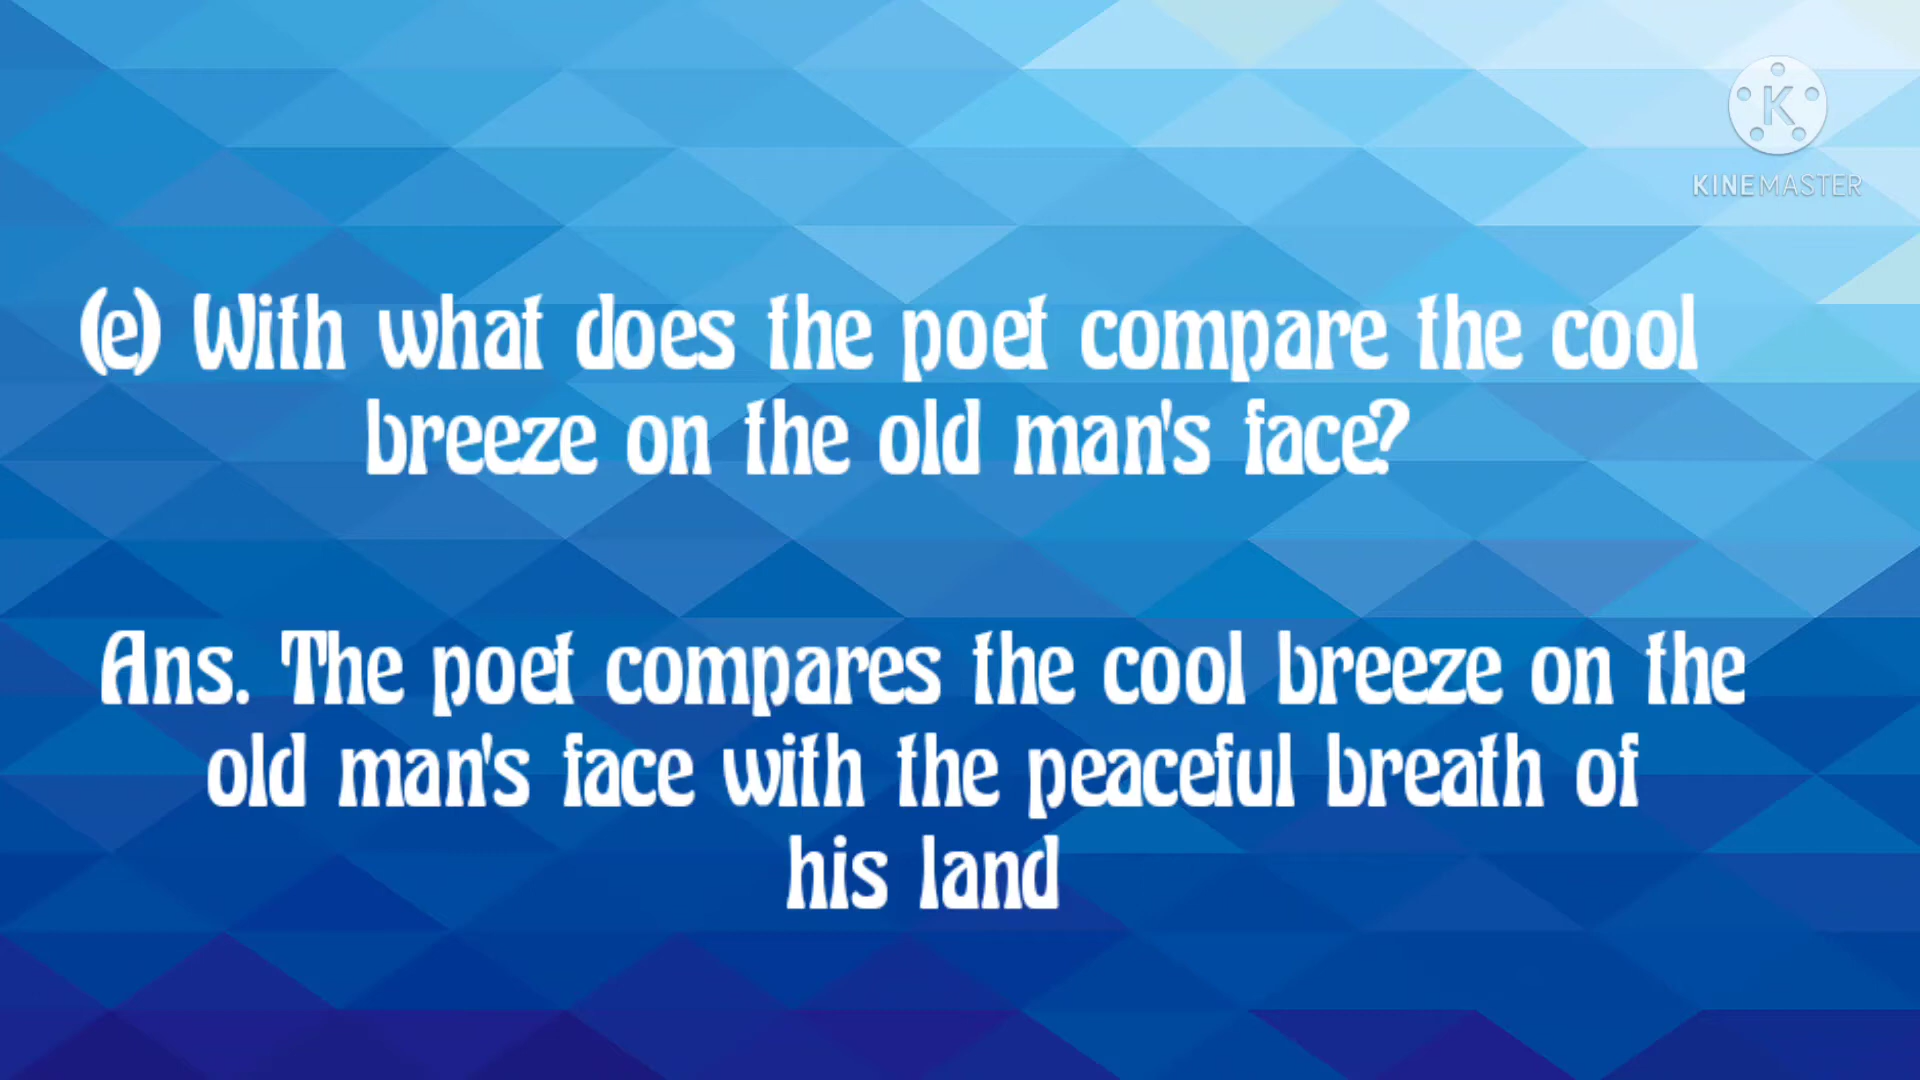 K
KINEMASTER
(e) With what does the poet compare the cool
breeze on the old man's face?
Ans. The poet compares the cool breeze on the
old man's face with the peaceful breath of
his land